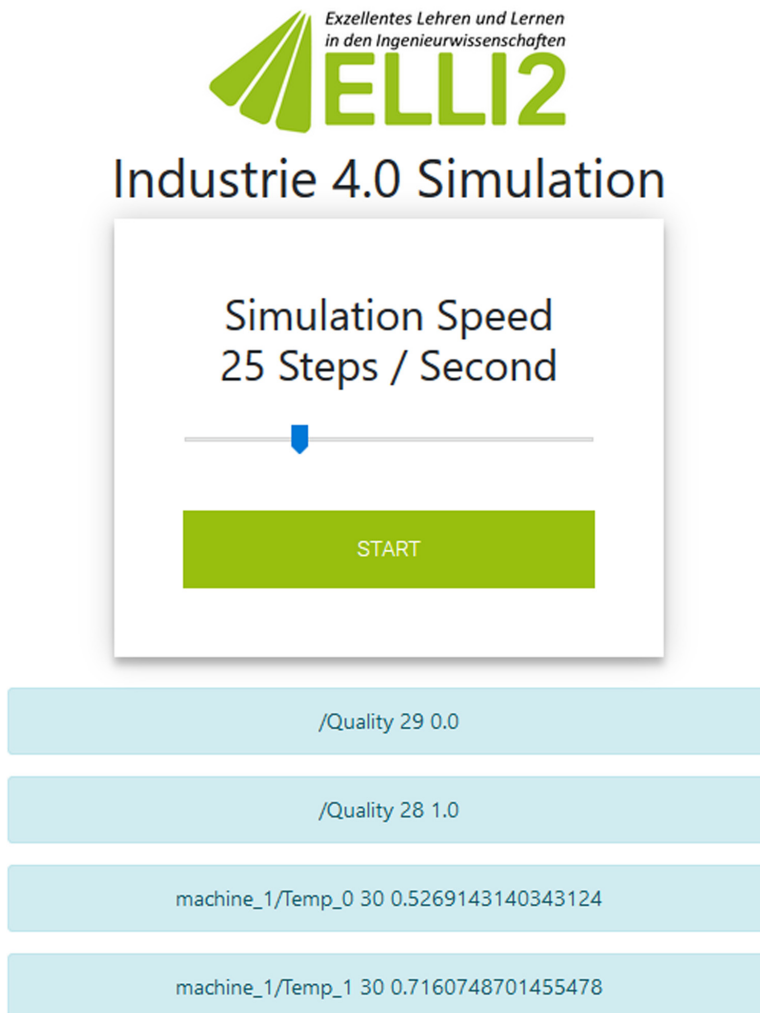 Exzellentes Lehren und Lernen
in den Ingenieurwissenschaften
ELLI2
Industrie 4.0 Simulation
Simulation Speed
25 Steps / Second
START
/Quality 29 0.0
/Quality 28 1.0
machine_1/Temp_0 30 0.5269143140343124
machine_1/Temp_1 30 0.7160748701455478